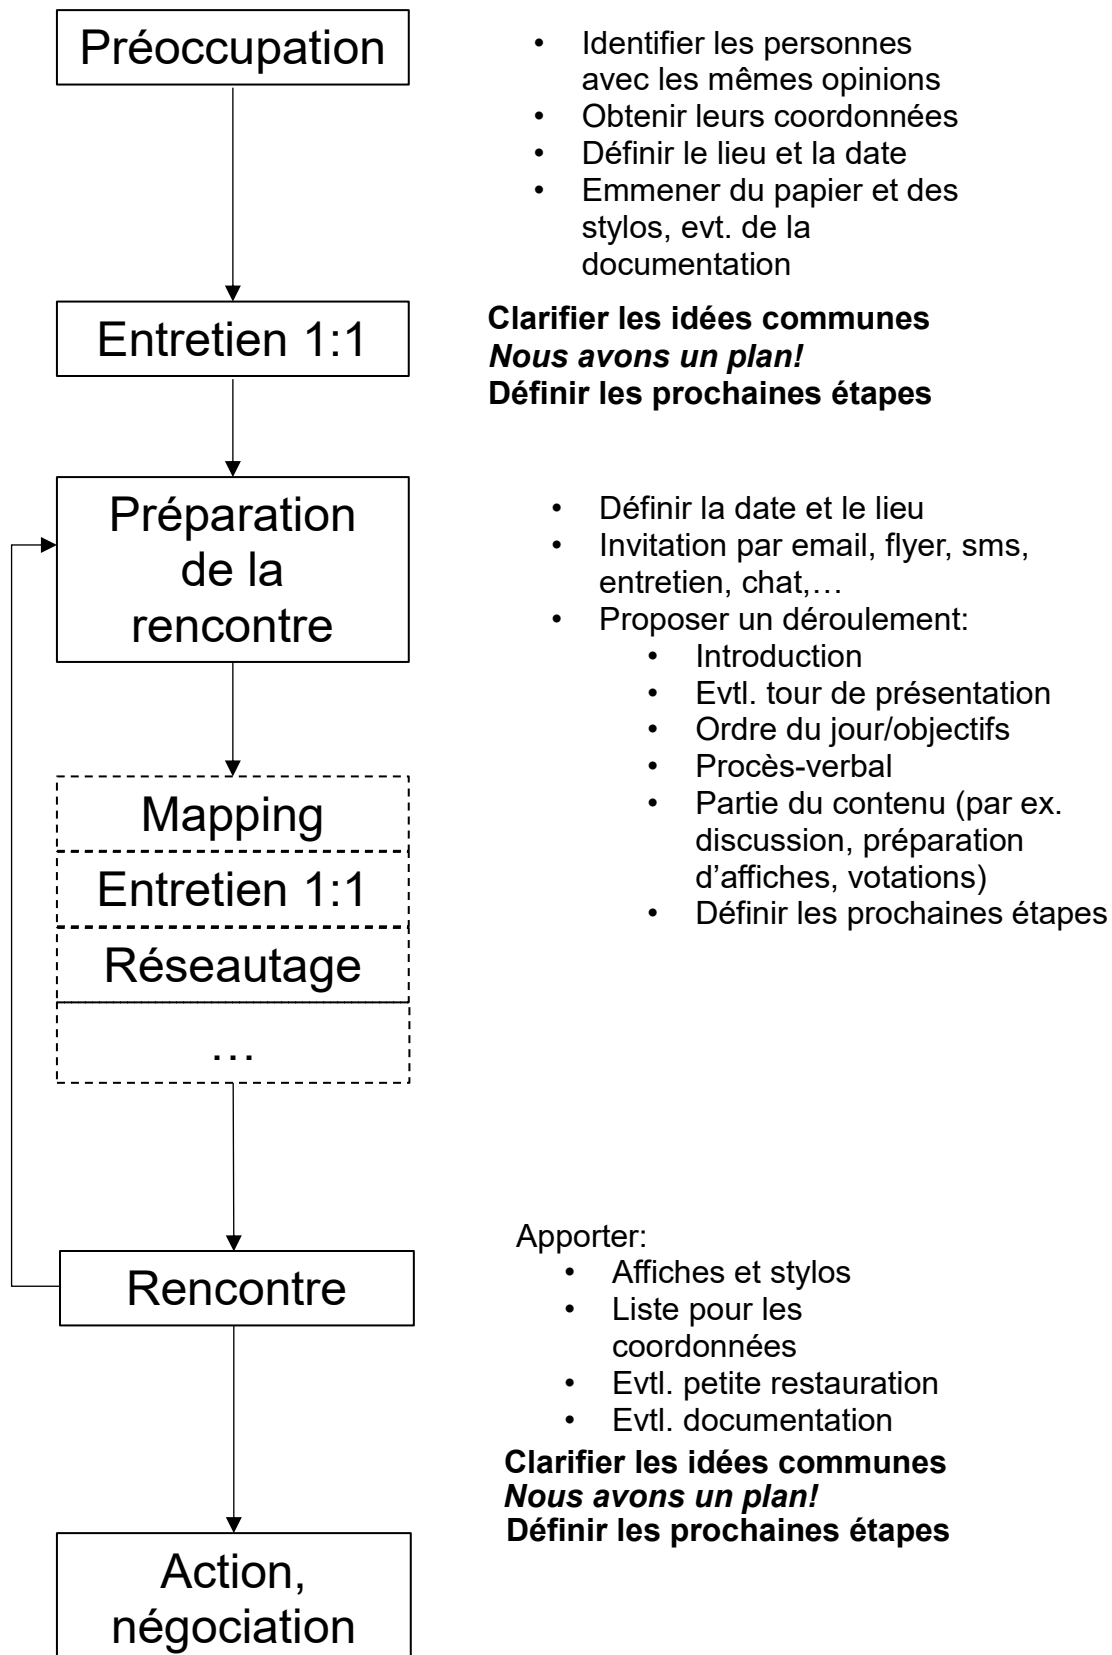 Préoccupation
• Identifier les personnes
avec les mêmes opinions
• Obtenir leurs coordonnées
• Définir le lieu et la date
• Emmener du papier et des
stylos, evt. de la
documentation
Entretien 1:1
Clarifier les idées communes
Nous avons un plan!
Définir les prochaines étapes
Préparation
de la
rencontre
• Définir la date et le lieu
• Invitation par email, flyer, sms,
entretien, chat,…
• Proposer un déroulement:
• Introduction
• Evtl. tour de présentation
• Ordre du jour/objectifs
• Procès-verbal
• Partie du contenu (par ex.
discussion, préparation
d’affiches, votations)
• Définir les prochaines étapes
Mapping
Entretien 1:1
Réseautage
…
Rencontre
Apporter:
• Affiches et stylos
• Liste pour les
coordonnées
• Evtl. petite restauration
• Evtl. documentation
Clarifier les idées communes
Nous avons un plan!
Définir les prochaines étapes
Action,
négociation